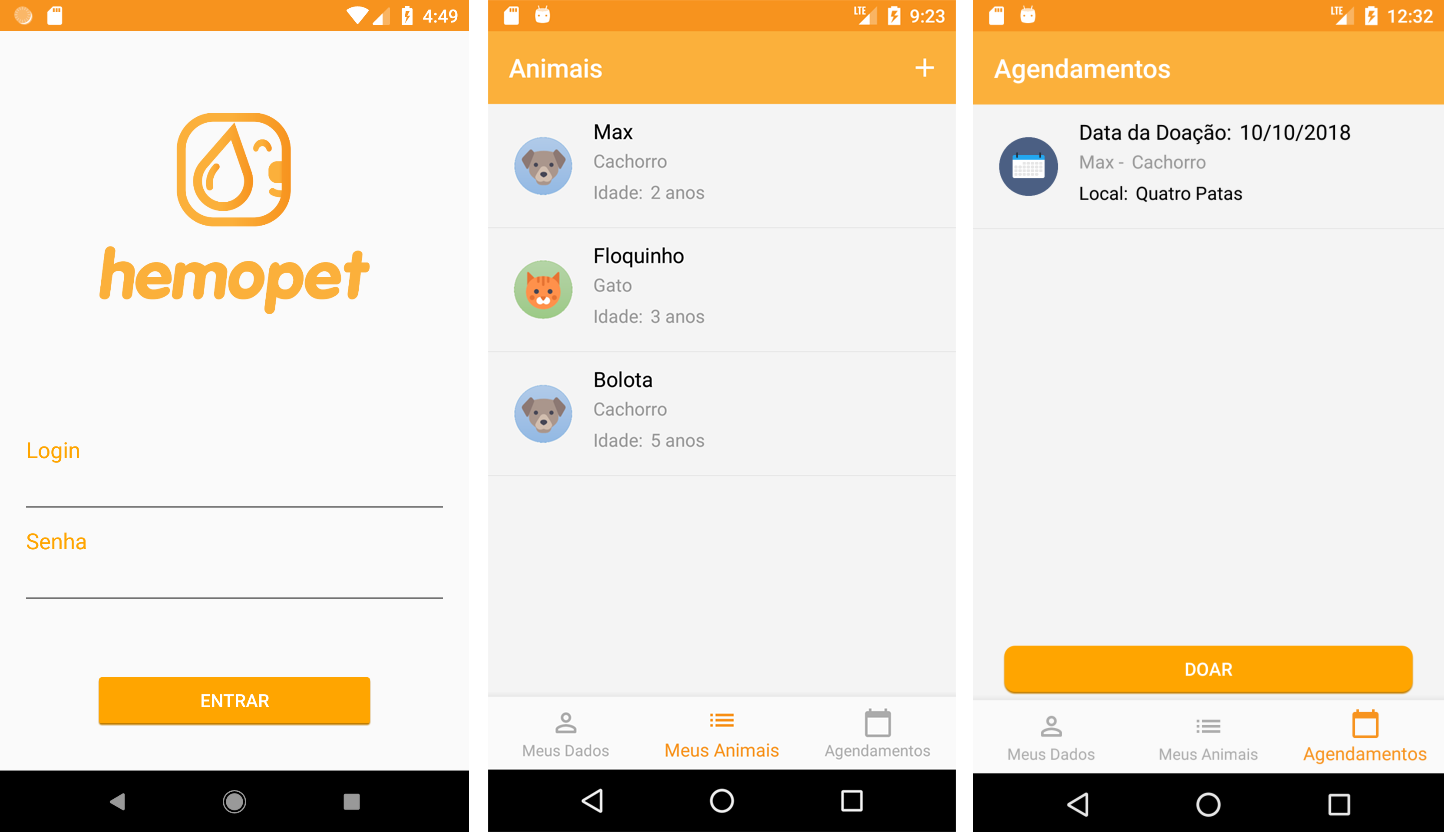 4:49
hemopet
Login
Senha
ENTRAR
LTE 9:23
Animais +
Max
Cachorro
Idade: 2 anos
Floquinho
Gato
Idade: 3 anos
Bolota
Cachorro
Idade: 5 anos
Meus Dados Meus Animais Agendamentos
LTE 12:32
Agendamentos
Data da Doação: 10/10/2018
Max - Cachorro
Local: Quatro Patas
DOAR
Meus Dados Meus Animais Agendamentos